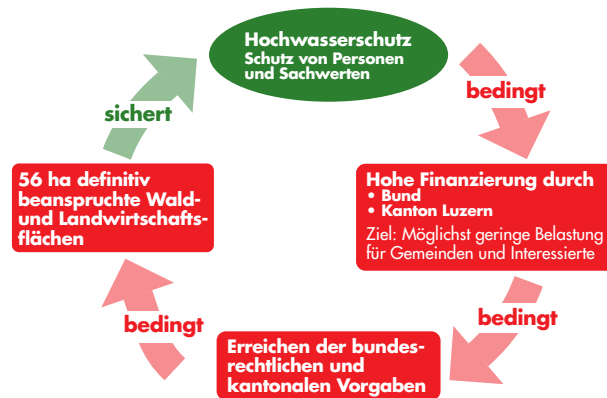 Hochwasserschutz
Schutz von Personen
und Sachwerten
bedingt
Hohe Finanzierung durch
• Bund
• Kanton Luzern
Ziel: Möglichst geringe Belastung
für Gemeinden und Interessierte
bedingt
Erreichen der bundes-
rechtlichen und
kantonalen Vorgaben
bedingt
56 ha definitiv
beanspruchte Wald-
und Landwirtschafts-
flächen
sichert